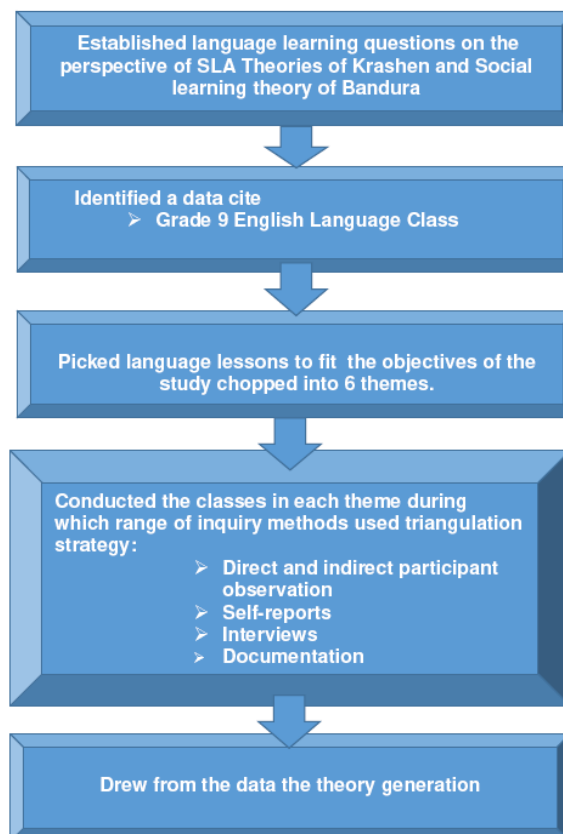 Established language learning questions on the
perspective of SLA Theories of Krashen and Social
learning theory of Bandura
Identified a data cite
➢ Grade 9 English Language Class
Picked language lessons to fit the objectives of the
study chopped into 6 themes.
Conducted the classes in each theme during
which range of inquiry methods used triangulation
strategy:
➢ Direct and indirect participant
observation
➢ Self-reports
➢ Interviews
➢ Documentation
Drew from the data the theory generation